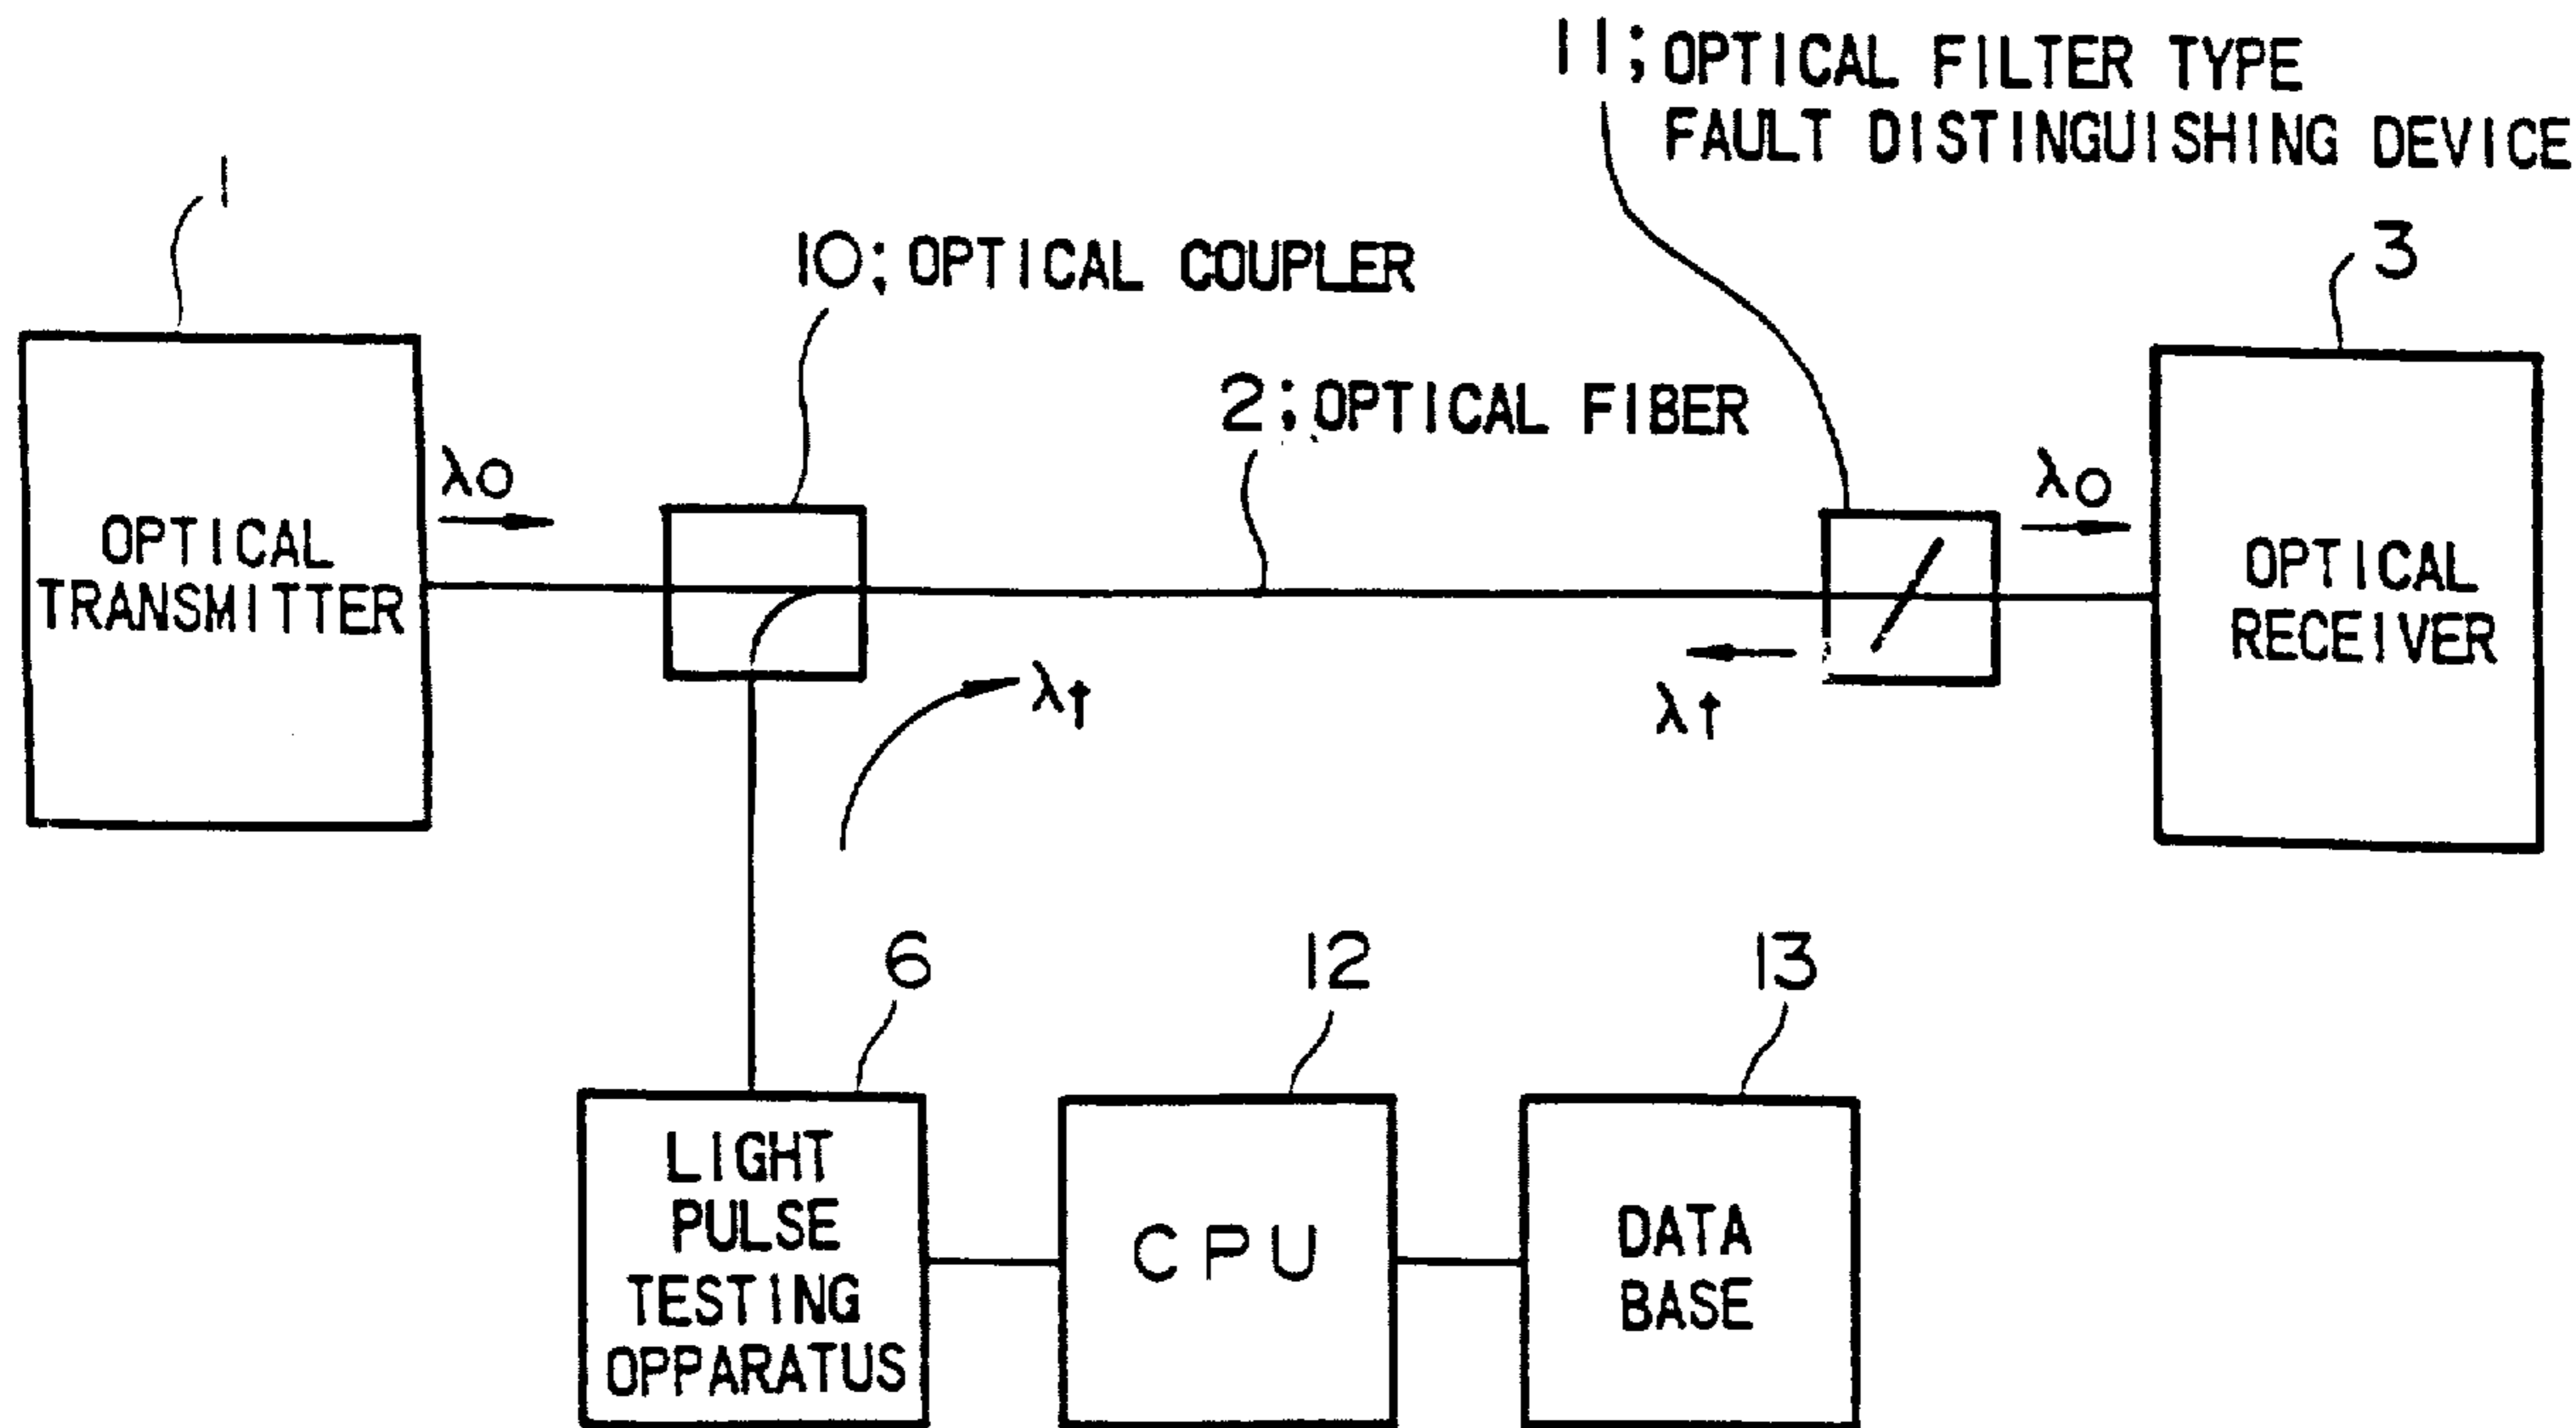 11; OPTICAL FILTER TYPE
FAULT DISTINGUISHING DEVICE
1
10; OPTICAL COUPLER
3
2; OPTICAL FIBER
λo
λo
OPTICAL
TRANSMITTER
OPTICAL
RECEIVER
λt
λt
6
12
13
LIGHT
PULSE
TESTING
OPPARATUS
CPU
DATA
BASE